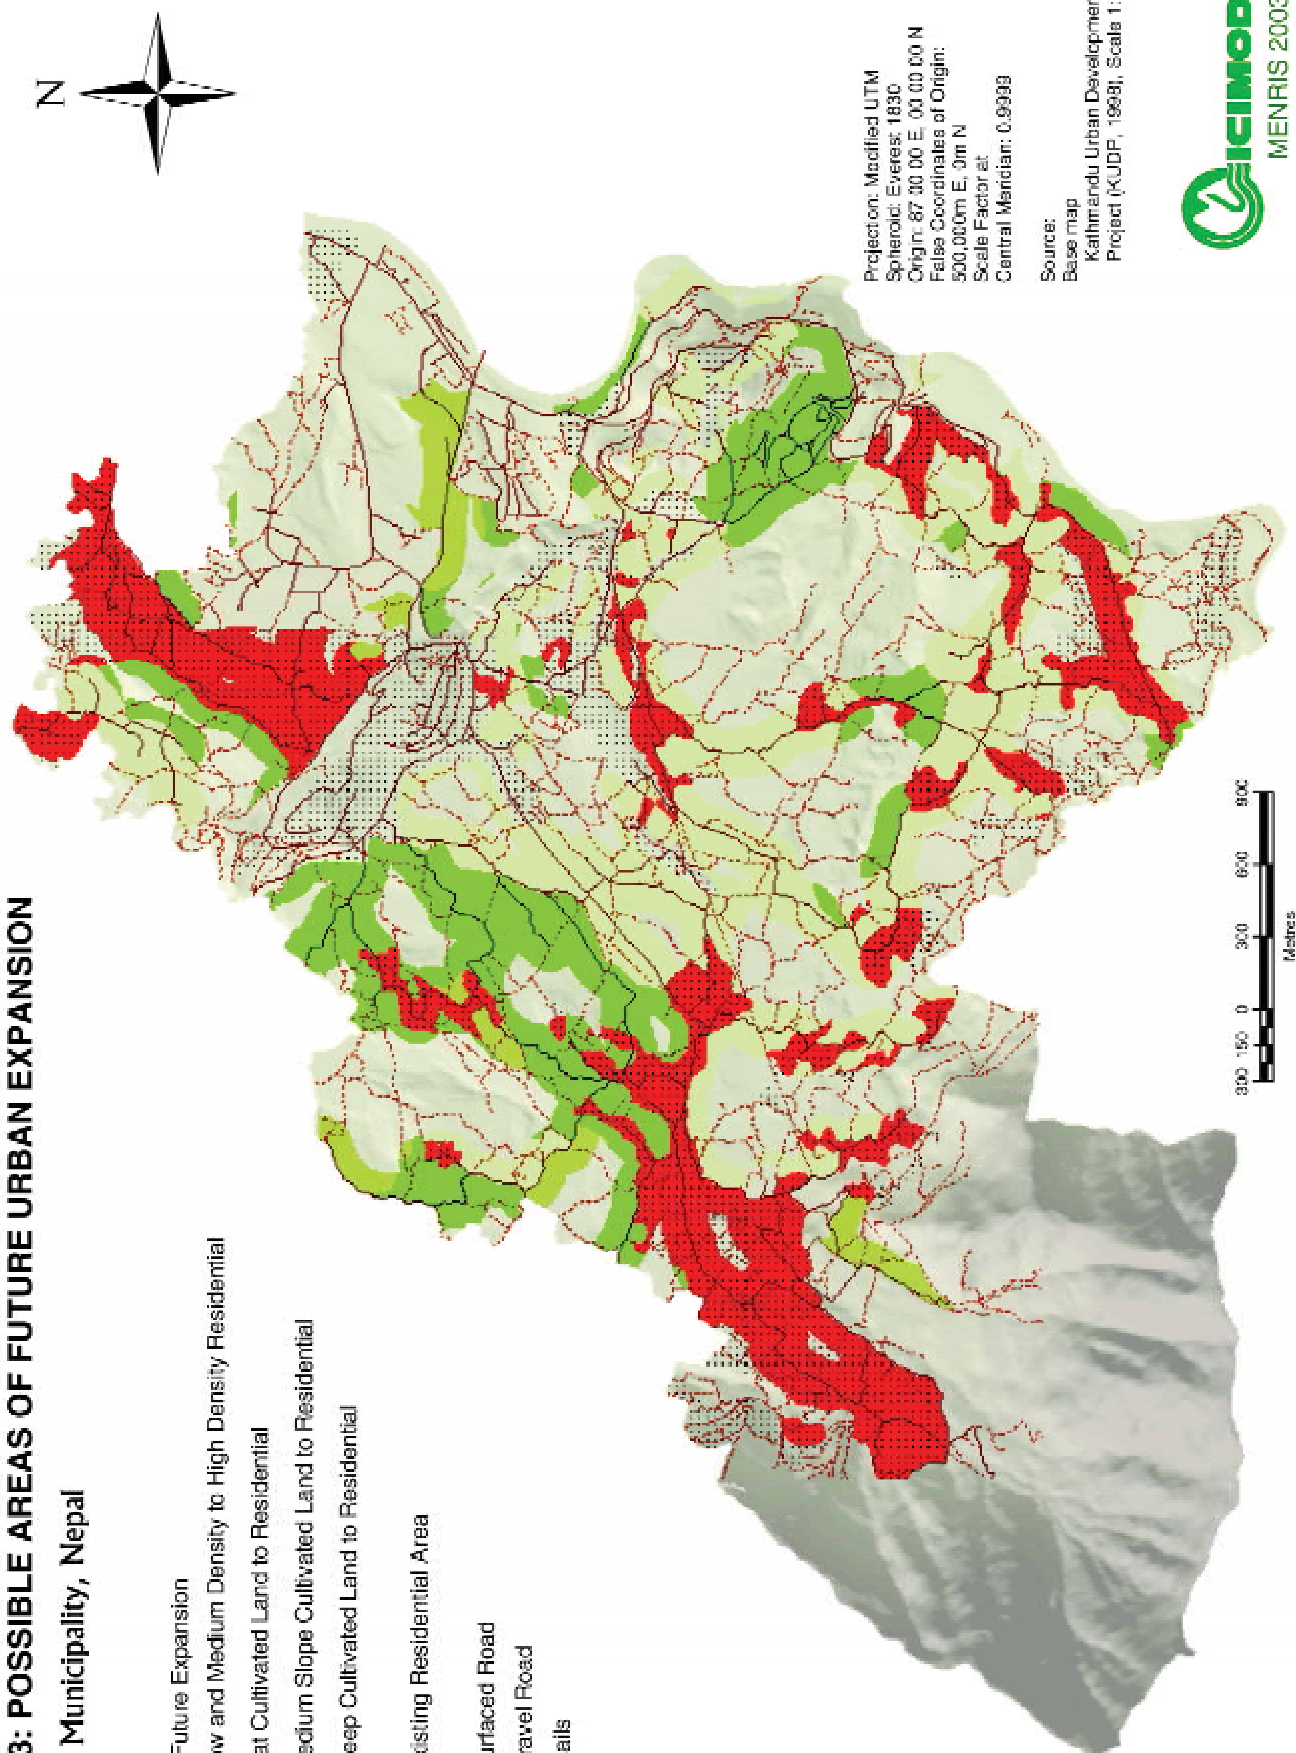 3: POSSIBLE AREAS OF FUTURE URBAN EXPANSION
Municipality, Nepal
Future Expansion
ow and Medium Density to High Density Residential
at Cultivated Land to Residential
edium Slope Cultivated Land to Residential
eep Cultivated Land to Residential
isting Residential Area
urfaced Road
ravel Road
ails
N
Projection: Modified UTM
Spheroid: Everest 1830
Origin: 87 00 00 E, 00 00 00 N
False Coordinates of Origin:
500,000m E, 0m N
Scale Factor at
Central Meridian: 0.9999
Source:
Base map
Kathmandu Urban Developmen
Project (KUDP, 1998), Scale 1:
300 150 0 300 600 900
Metres
ICIMOD
MENRIS 2003